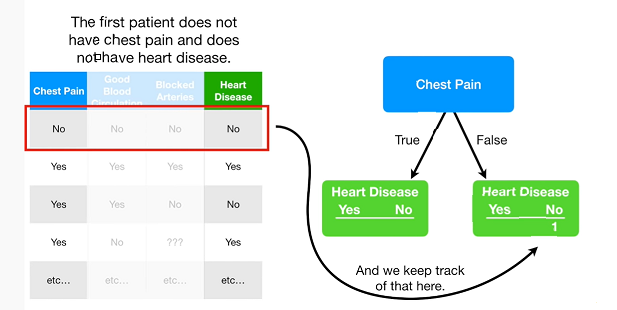 The first patient does not
have chest pain and does
not have heart disease.
Chest Pain
Good
Blood
Circulation
Blocked
Arteries
Heart
Disease
No No No No
Yes Yes Yes Yes
Yes Yes No No
Yes No ??? Yes
etc... etc... etc... etc...
Chest Pain
True False
Heart Disease
Yes No
Heart Disease
Yes No
1
And we keep track
of that here.